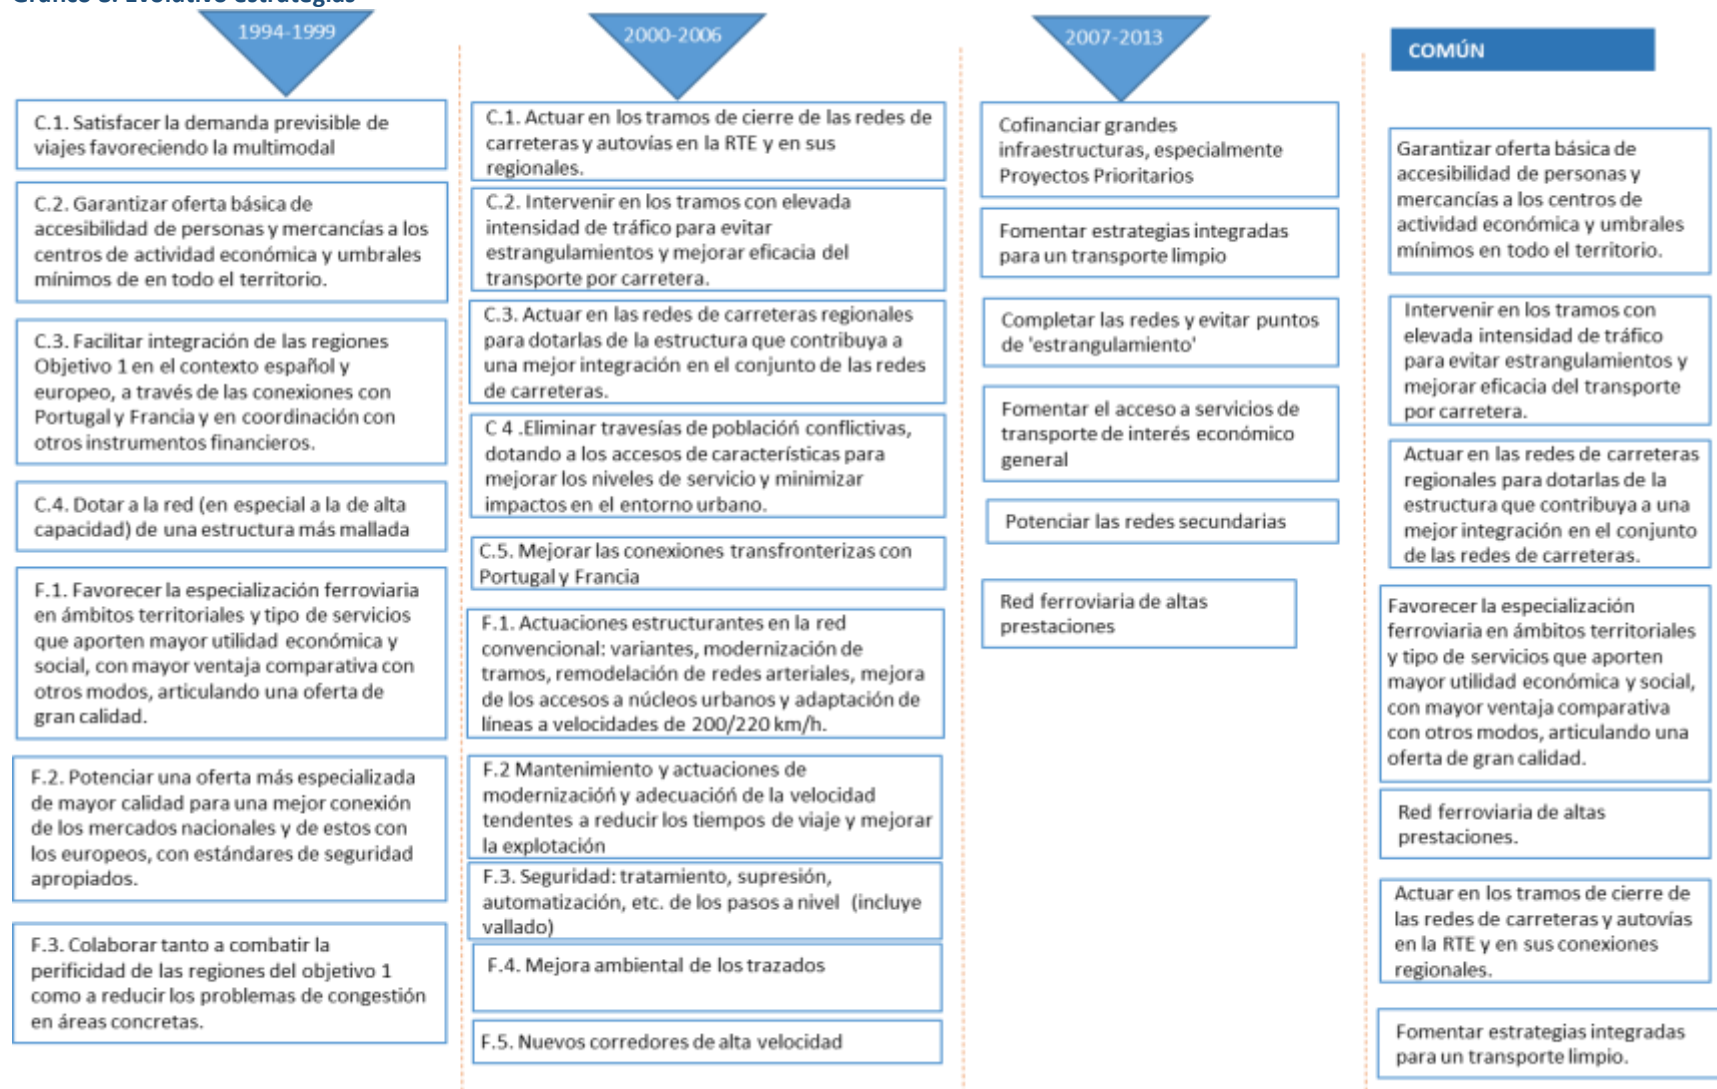 1994-1999
C.1. Satisfacer la demanda previsible de
viajes favoreciendo la multimodal
C.2. Garantizar oferta básica de
accesibilidad de personas y mercancías a los
centros de actividad económica y umbrales
mínimos de en todo el territorio.
C.3. Facilitar integración de las regiones
Objetivo 1 en el contexto español y
europeo, a través de las conexiones con
Portugal y Francia y en coordinación con
otros instrumentos financieros.
C.4. Dotar a la red (en especial a la de alta
capacidad) de una estructura más mallada
F.1. Favorecer la especialización ferroviaria
en ámbitos territoriales y tipo de servicios
que aporten mayor utilidad económica y
social, con mayor ventaja comparativa con
otros modos, articulando una oferta de
gran calidad.
F.2. Potenciar una oferta más especializada
de mayor calidad para una mejor conexión
de los mercados nacionales y de estos con
los europeos, con estándares de seguridad
apropiados.
F.3. Colaborar tanto a combatir la
perificidad de las regiones del objetivo 1
como a reducir los problemas de congestión
en áreas concretas.
2000-2006
C.1. Actuar en los tramos de cierre de las redes de
carreteras y autovías en la RTE y en sus
regionales.
C.2. Intervenir en los tramos con elevada
intensidad de tráfico para evitar
estrangulamientos y mejorar eficacia del
transporte por carretera.
C.3. Actuar en las redes de carreteras regionales
para dotarlas de la estructura que contribuya a
una mejor integración en el conjunto de las redes
de carreteras.
C 4 .Eliminar travesías de población conflictivas,
dotando a los accesos de características para
mejorar los niveles de servicio y minimizar
impactos en el entorno urbano.
C.5. Mejorar las conexiones transfronterizas con
Portugal y Francia
F.1. Actuaciones estructurantes en la red
convencional: variantes, modernización de
tramos, remodelación de redes arteriales, mejora
de los accesos a núcleos urbanos y adaptación de
líneas a velocidades de 200/220 km/h.
F.2 Mantenimiento y actuaciones de
modernización y adecuación de la velocidad
tendentes a reducir los tiempos de viaje y mejorar
la explotación
F.3. Seguridad: tratamiento, supresión,
automatización, etc. de los pasos a nivel (incluye
vallado)
F.4. Mejora ambiental de los trazados
F.5. Nuevos corredores de alta velocidad
2007-2013
Cofinanciar grandes
infraestructuras, especialmente
Proyectos Prioritarios
Fomentar estrategias integradas
para un transporte limpio
Completar las redes y evitar puntos
de 'estrangulamiento'
Fomentar el acceso a servicios de
transporte de interés económico
general
Potenciar las redes secundarias
Red ferroviaria de altas
prestaciones
COMÚN
Garantizar oferta básica de
accesibilidad de personas y
mercancías a los centros de
actividad económica y umbrales
mínimos en todo el territorio.
Intervenir en los tramos con
elevada intensidad de tráfico
para evitar estrangulamientos y
mejorar eficacia del transporte
por carretera.
Actuar en las redes de carreteras
regionales para dotarlas de la
estructura que contribuya a una
mejor integración en el conjunto
de las redes de carreteras.
Favorecer la especialización
ferroviaria en ámbitos territoriales
y tipo de servicios que aporten
mayor utilidad económica y social,
con mayor ventaja comparativa
con otros modos, articulando una
oferta de gran calidad.
Red ferroviaria de altas
prestaciones.
Actuar en los tramos de cierre de
las redes de carreteras y autovías
en la RTE y en sus conexiones
regionales.
Fomentar estrategias integradas
para un transporte limpio.